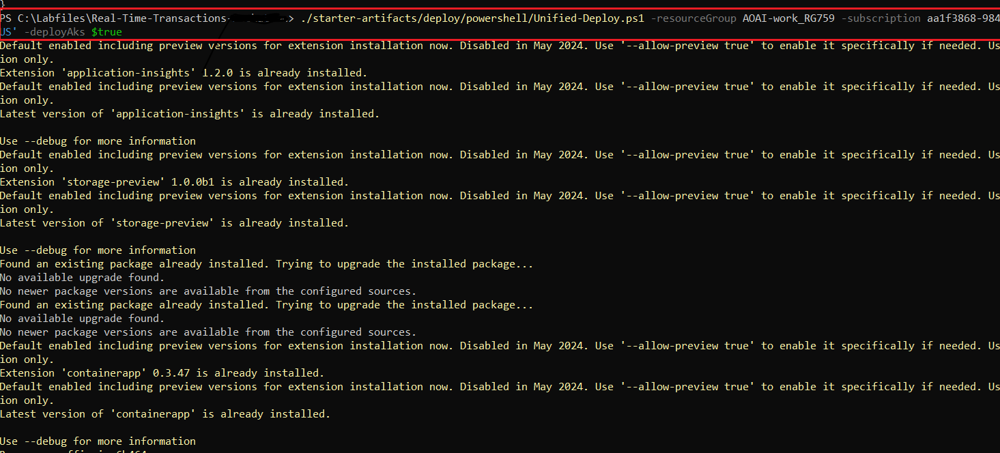 }
PS C:\Labfiles\Real-Time-Transactions- > ./starter-artifacts/deploy/powershell/Unified-Deploy.ps1 -resourceGroup AOAI-work_RG759 -subscription aa1f3868-984
US' -deployAks $true
Default enabled including preview versions for extension installation now. Disabled in May 2024. Use '--allow-preview true' to enable it specifically if needed. Us
ion only.
Extension 'application-insights' 1.2.0 is already installed.
Default enabled including preview versions for extension installation now. Disabled in May 2024. Use '--allow-preview true' to enable it specifically if needed. Us
ion only.
Latest version of 'application-insights' is already installed.
Use --debug for more information
Default enabled including preview versions for extension installation now. Disabled in May 2024. Use '--allow-preview true' to enable it specifically if needed. Us
ion only.
Extension 'storage-preview' 1.0.0b1 is already installed.
Default enabled including preview versions for extension installation now. Disabled in May 2024. Use '--allow-preview true' to enable it specifically if needed. Us
ion only.
Latest version of 'storage-preview' is already installed.
Use --debug for more information
Found an existing package already installed. Trying to upgrade the installed package...
No available upgrade found.
No newer package versions are available from the configured sources.
Found an existing package already installed. Trying to upgrade the installed package...
No available upgrade found.
No newer package versions are available from the configured sources.
Default enabled including preview versions for extension installation now. Disabled in May 2024. Use '--allow-preview true' to enable it specifically if needed. Us
ion only.
Extension 'containerapp' 0.3.47 is already installed.
Default enabled including preview versions for extension installation now. Disabled in May 2024. Use '--allow-preview true' to enable it specifically if needed. Us
ion only.
Latest version of 'containerapp' is already installed.
Use --debug for more information